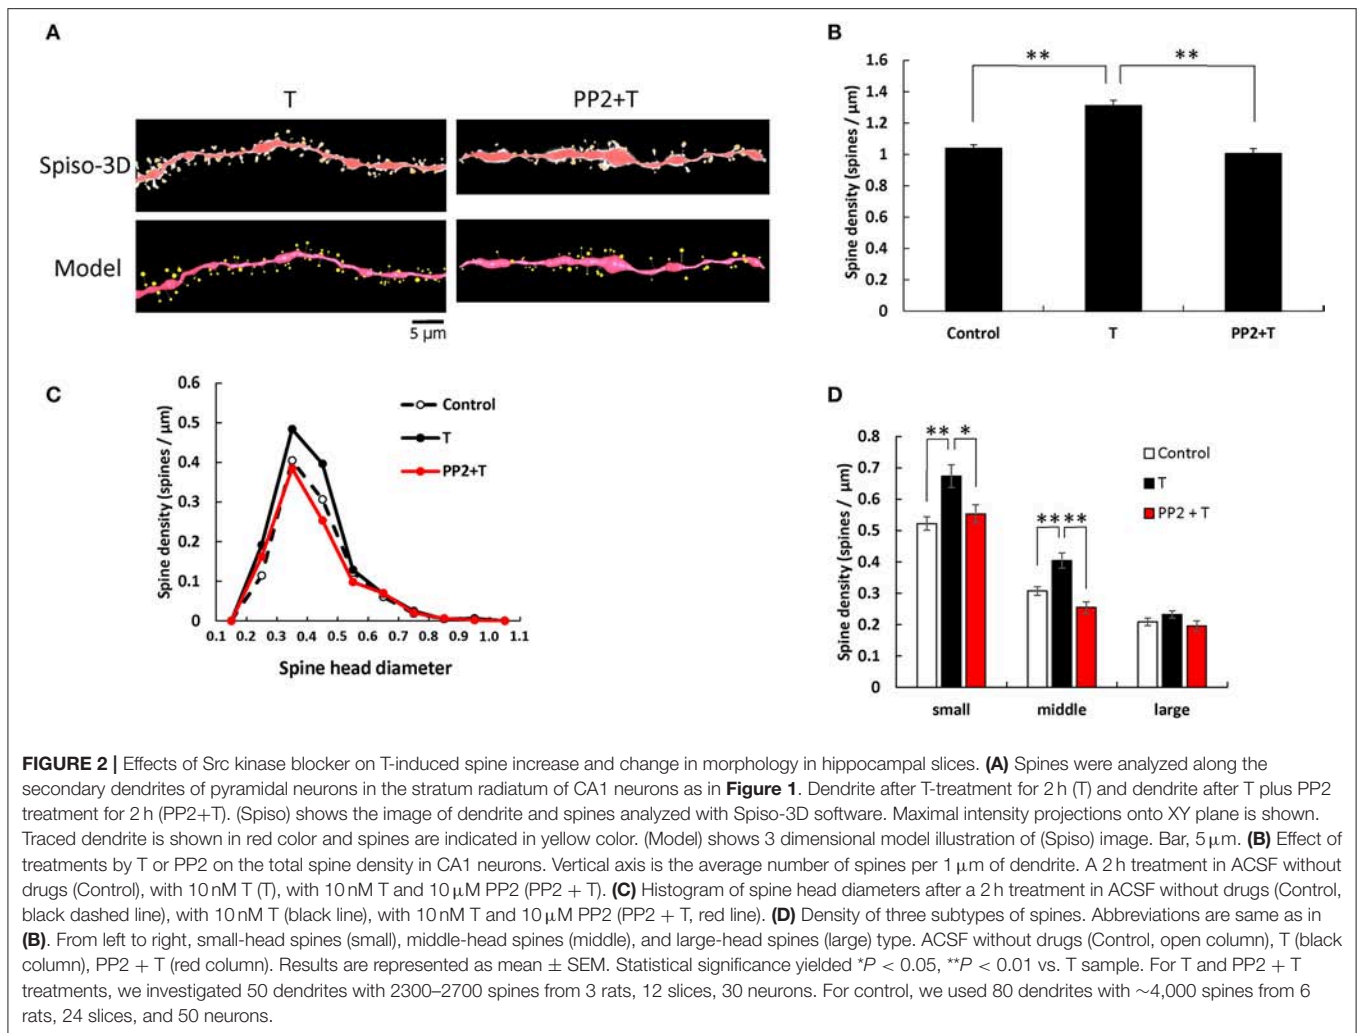 A
T
PP2+T
Spiso-3D
Model
5 µm
B
Spine density (spines / µm)
1.6
1.4
1.2
1
0.8
0.6
0.4
0.2
0
**
**
Control
T
PP2+T
C
Spine density (spines / µm)
0.6
0.5
0.4
0.3
0.2
0.1
0
0.1 0.2 0.3 0.4 0.5 0.6 0.7 0.8 0.9 1.0 1.1
Spine head diameter
Control
T
PP2+T
D
Spine density (spines / µm)
0.8
0.7
0.6
0.5
0.4
0.3
0.2
0.1
0
** *
****
small
middle
large
Control
T
PP2 + T
FIGURE 2 | Effects of Src kinase blocker on T-induced spine increase and change in morphology in hippocampal slices. (A) Spines were analyzed along the
secondary dendrites of pyramidal neurons in the stratum radiatum of CA1 neurons as in Figure 1. Dendrite after T-treatment for 2 h (T) and dendrite after T plus PP2
treatment for 2 h (PP2+T). (Spiso) shows the image of dendrite and spines analyzed with Spiso-3D software. Maximal intensity projections onto XY plane is shown.
Traced dendrite is shown in red color and spines are indicated in yellow color. (Model) shows 3 dimensional model illustration of (Spiso) image. Bar, 5 µm. (B) Effect of
treatments by T or PP2 on the total spine density in CA1 neurons. Vertical axis is the average number of spines per 1 µm of dendrite. A 2 h treatment in ACSF without
drugs (Control), with 10 nM T (T), with 10 nM T and 10 µM PP2 (PP2 + T). (C) Histogram of spine head diameters after a 2 h treatment in ACSF without drugs (Control,
black dashed line), with 10 nM T (black line), with 10 nM T and 10 µM PP2 (PP2 + T, red line). (D) Density of three subtypes of spines. Abbreviations are same as in
(B). From left to right, small-head spines (small), middle-head spines (middle), and large-head spines (large) type. ACSF without drugs (Control, open column), T (black
column), PP2 + T (red column). Results are represented as mean ± SEM. Statistical significance yielded *P < 0.05, **P < 0.01 vs. T sample. For T and PP2 + T
treatments, we investigated 50 dendrites with 2300–2700 spines from 3 rats, 12 slices, 30 neurons. For control, we used 80 dendrites with ~4,000 spines from 6
rats, 24 slices, and 50 neurons.